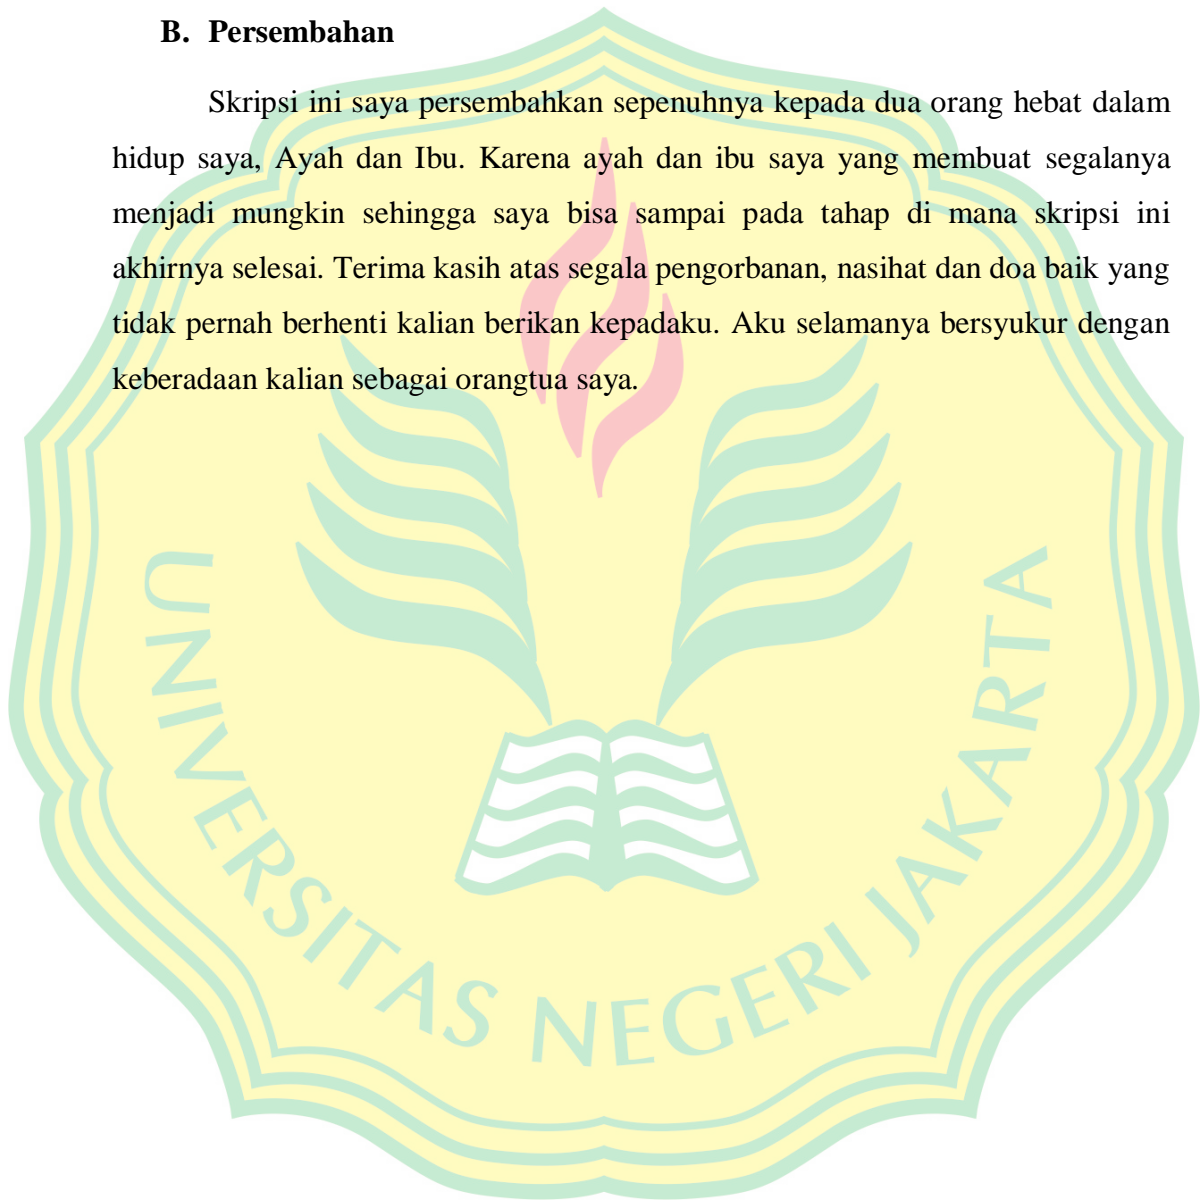 B. Persembahan
Skripsi ini saya persembahkan sepenuhnya kepada dua orang hebat dalam
hidup saya, Ayah dan Ibu. Karena ayah dan ibu saya yang membuat segalanya
menjadi mungkin sehingga saya bisa sampai pada tahap di mana skripsi ini
akhirnya selesai. Terima kasih atas segala pengorbanan, nasihat dan doa baik yang
tidak pernah berhenti kalian berikan kepadaku. Aku selamanya bersyukur dengan
keberadaan kalian sebagai orangtua saya.
UNIVERSITAS NEGERI JAKARTA